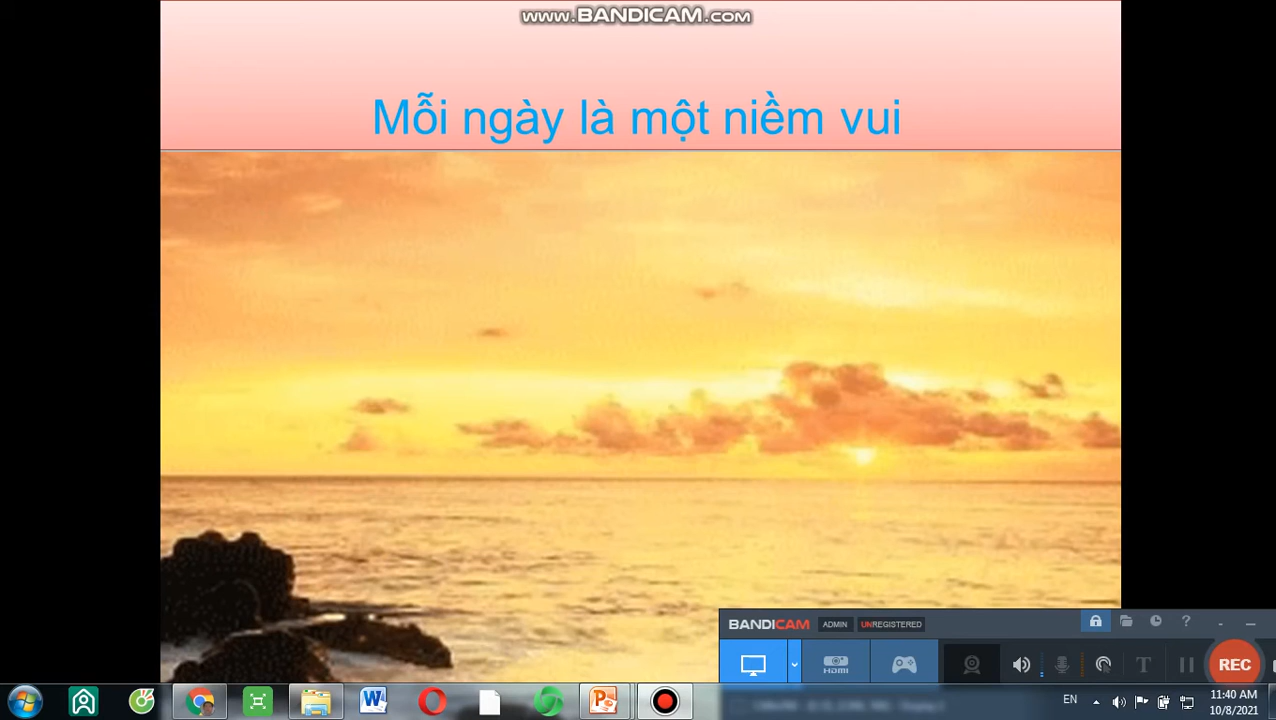 www.BANDICAM.com
Mỗi ngày là một niềm vui
BANDICAM ADMIN UNREGISTERED
HDMI T REC
EN 11:40 AM
10/8/2021